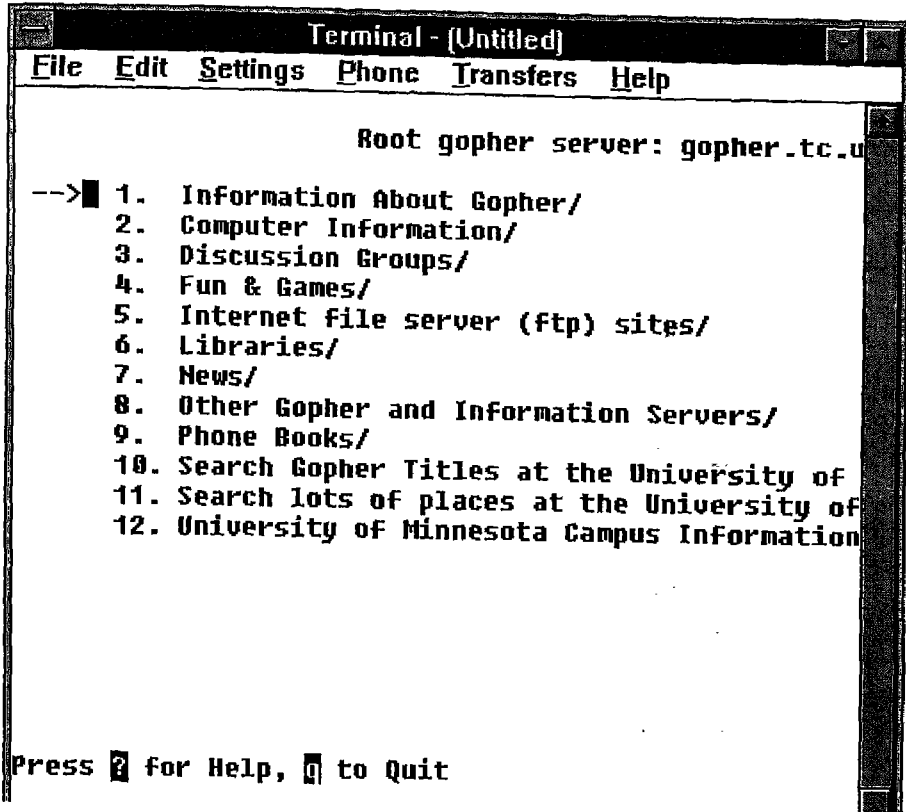 Terminal - (Untitled)
File Edit Settings Phone Transfers Help
Root gopher server: gopher.tc.u
--> 1. Information About Gopher/
2. Computer Information/
3. Discussion Groups/
4. Fun & Games/
5. Internet file server (ftp) sites/
6. Libraries/
7. News/
8. Other Gopher and Information Servers/
9. Phone Books/
10. Search Gopher Titles at the University of
11. Search lots of places at the University of
12. University of Minnesota Campus Information
Press ? for Help, q to Quit